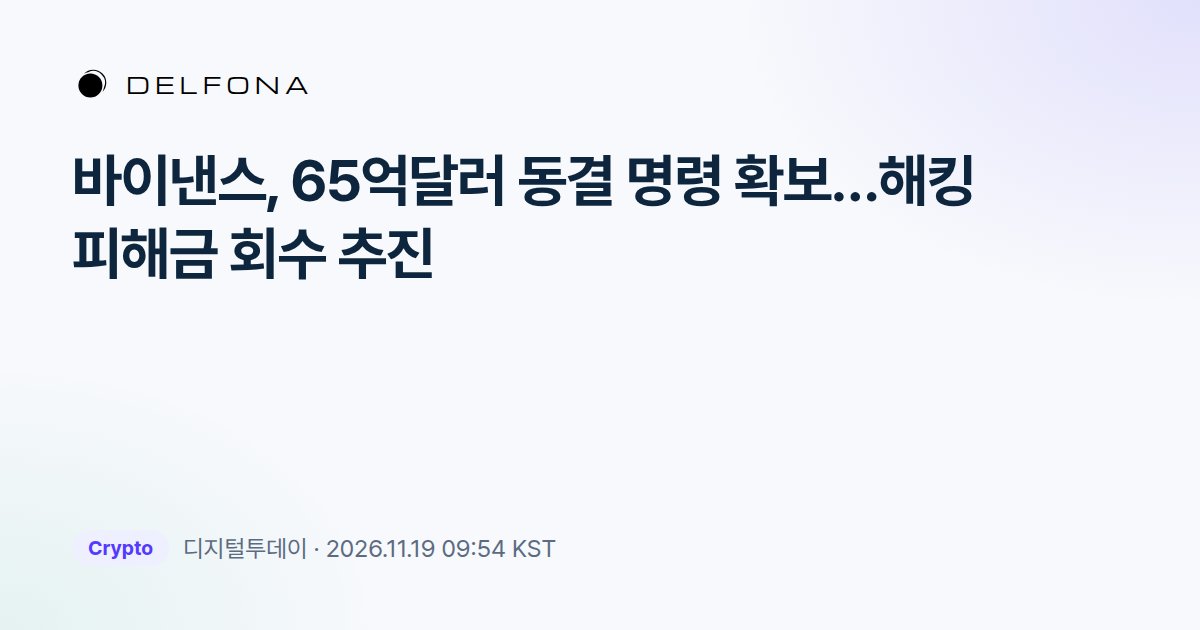 DELFONA
바이낸스, 65억달러 동결 명령 확보…해킹
피해금 회수 추진
Crypto 디지털투데이 · 2026.11.19 09:54 KST